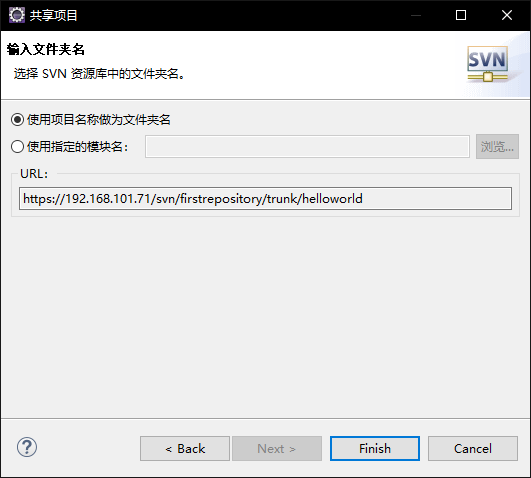 共享项目
输入文件夹名
选择 SVN 资源库中的文件夹名。
SVN
使用项目名称做为文件夹名
使用指定的模块名：
浏览...
URL：
https://192.168.101.71/svn/firstrepository/trunk/helloworld
?
< Back
Next >
Finish
Cancel